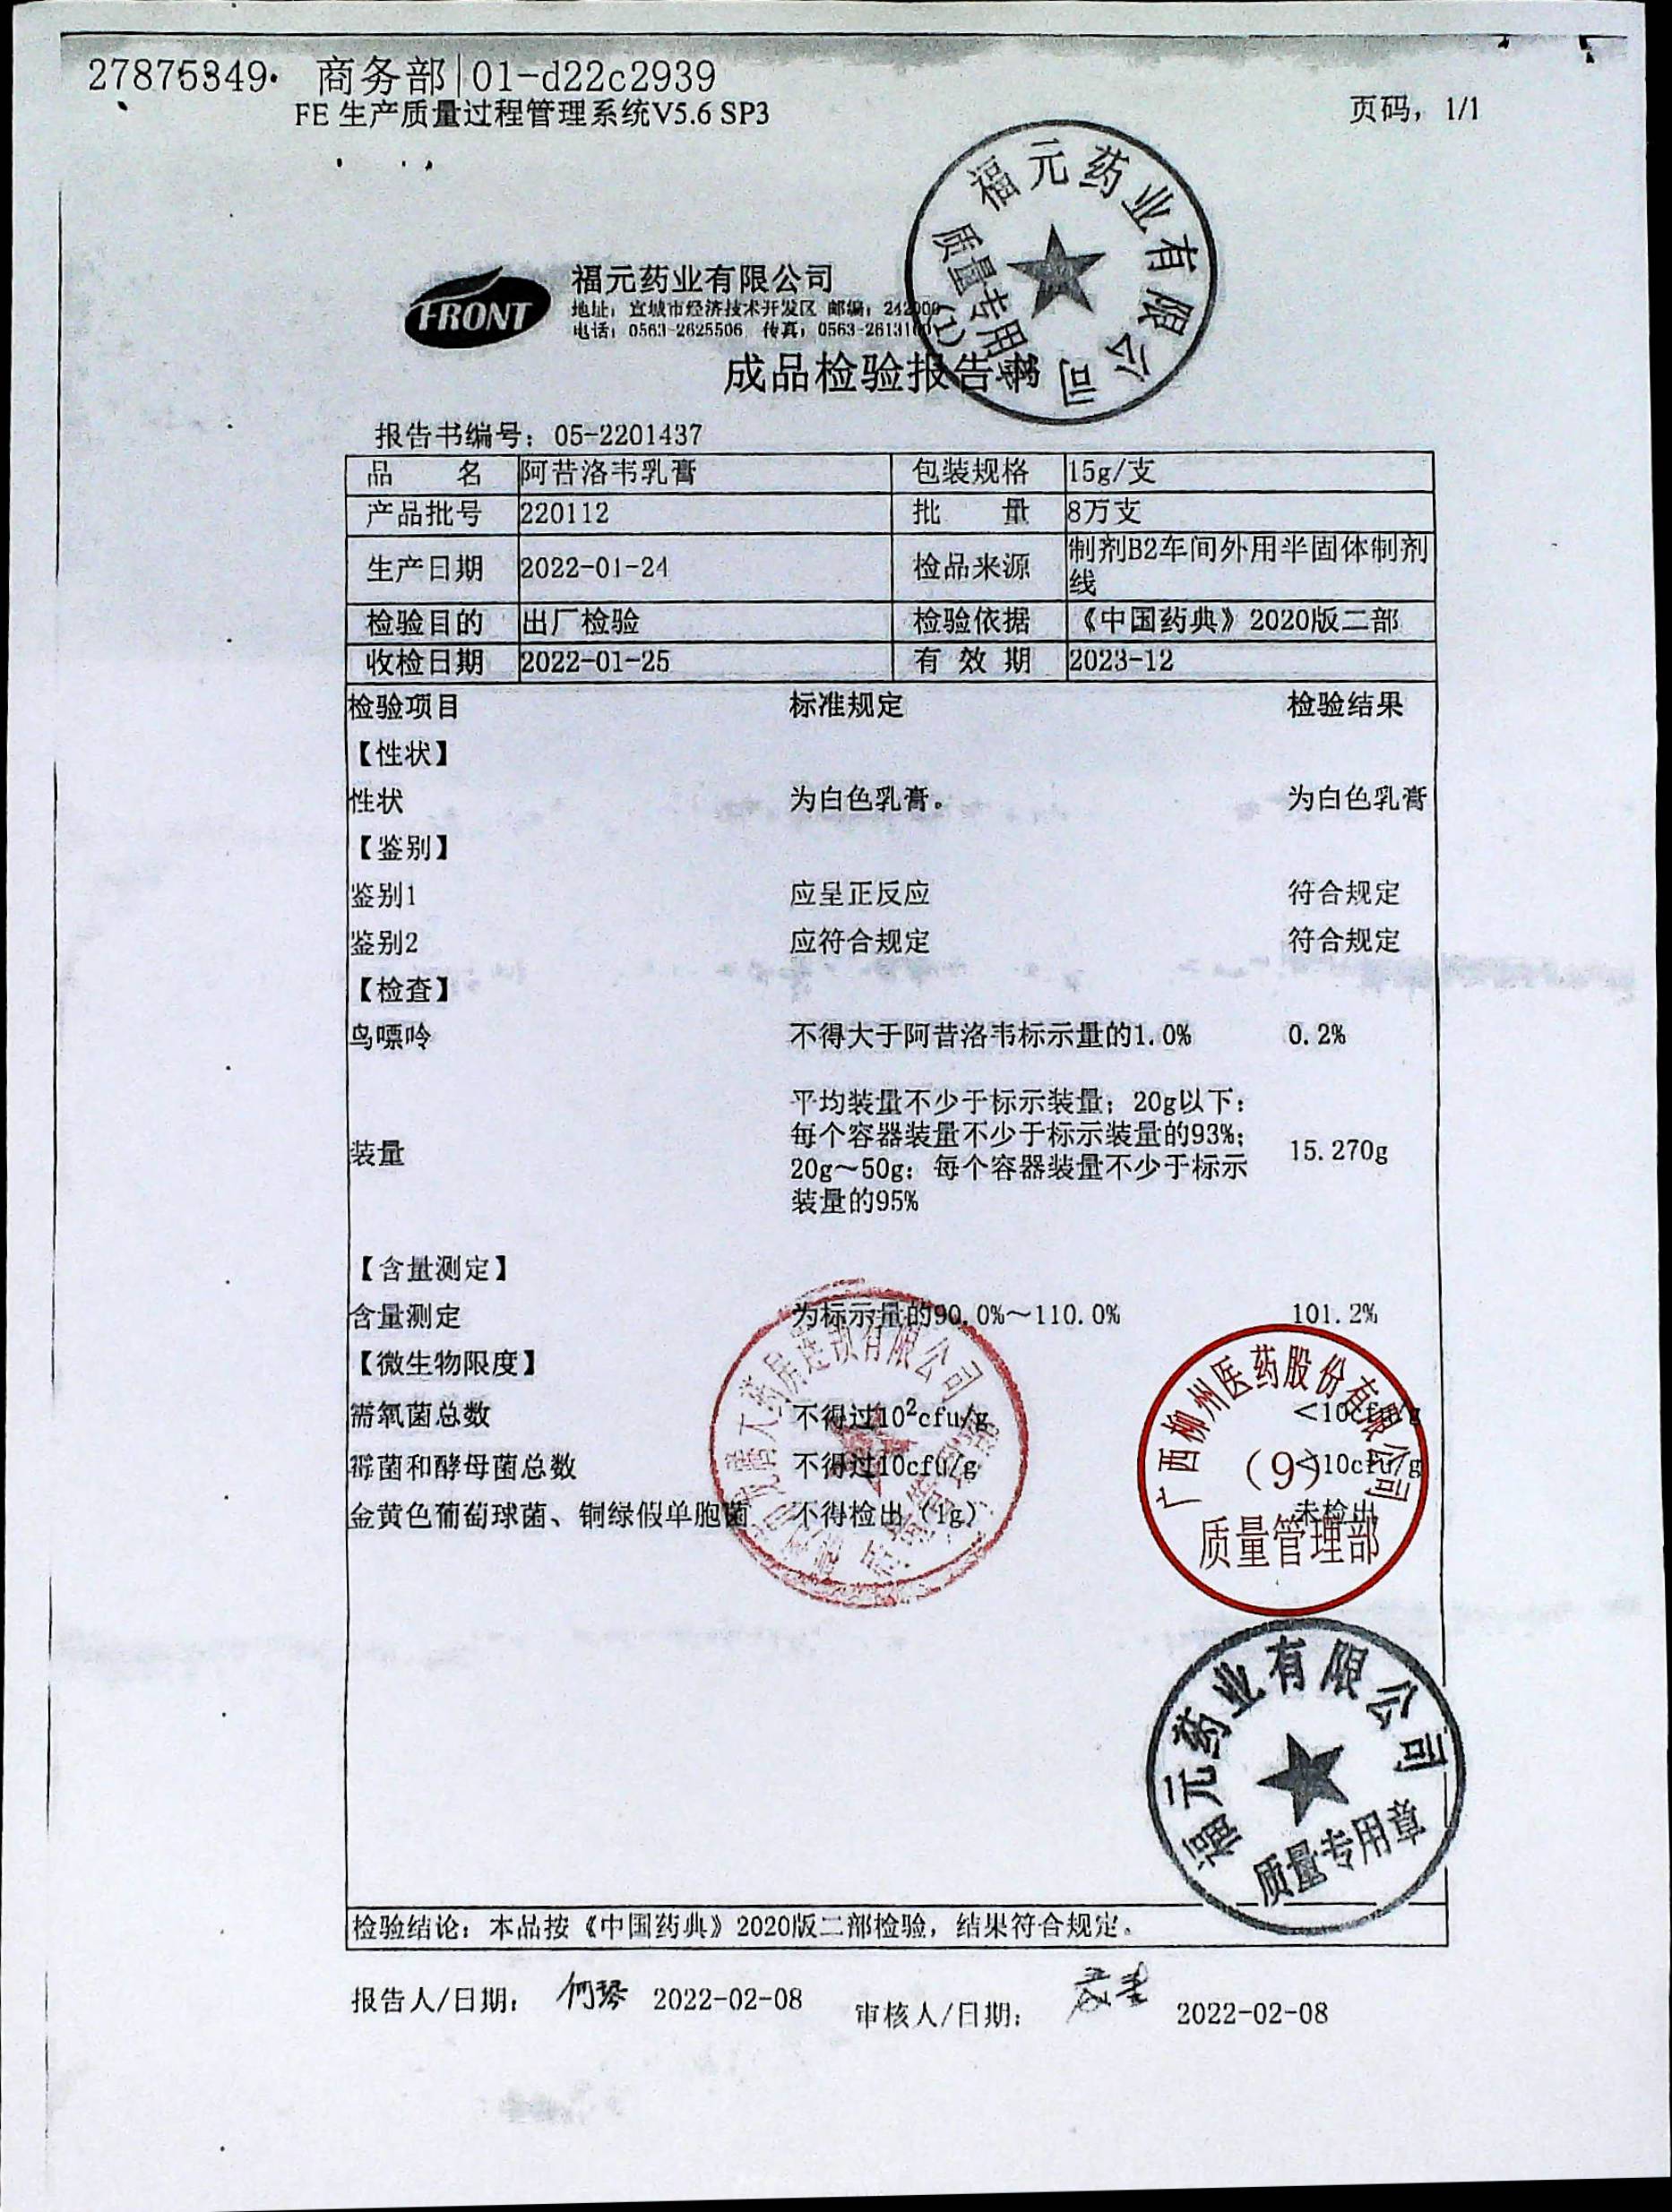 27875349· 商务部|01-d22c2939
FE 生产质量过程管理系统V5.6 SP3
页码，1/1
福元药业有限公司
质量专用章
(1)
FRONT
福元药业有限公司
地址：宣城市经济技术开发区 邮编：242000
电话：0563-2625506 传真：0563-2613100
成品检验报告书
报告书编号：05-2201437
品 名 阿昔洛韦乳膏 包装规格 15g/支
产品批号 220112 批 量 8万支
生产日期 2022-01-24 检品来源 制剂B2车间外用半固体制剂
线
检验目的 出厂检验 检验依据 《中国药典》2020版二部
收检日期 2022-01-25 有 效 期 2023-12
检验项目 标准规定 检验结果
【性状】
性状 为白色乳膏。 为白色乳膏
【鉴别】
鉴别1 应呈正反应 符合规定
鉴别2 应符合规定 符合规定
【检查】
鸟嘌呤 不得大于阿昔洛韦标示量的1.0% 0.2%
平均装量不少于标示装量；20g以下：
每个容器装量不少于标示装量的93%；
装量 15.270g
20g～50g：每个容器装量不少于标示
装量的95%
【含量测定】
含量测定 为标示量的90.0%～110.0% 101.2%
【微生物限度】
需氧菌总数 不得过10²cfu/g <10cfu/g
霉菌和酵母菌总数 不得过10cfu/g <10cfu/g
金黄色葡萄球菌、铜绿假单胞菌 不得检出（1g） 未检出
药房连锁有限公司
广西柳州医药股份有限公司
（9）
质量管理部
福元药业有限公司
质量专用章
检验结论：本品按《中国药典》2020版二部检验，结果符合规定。
报告人/日期： 何琴 2022-02-08 审核人/日期： 2022-02-08